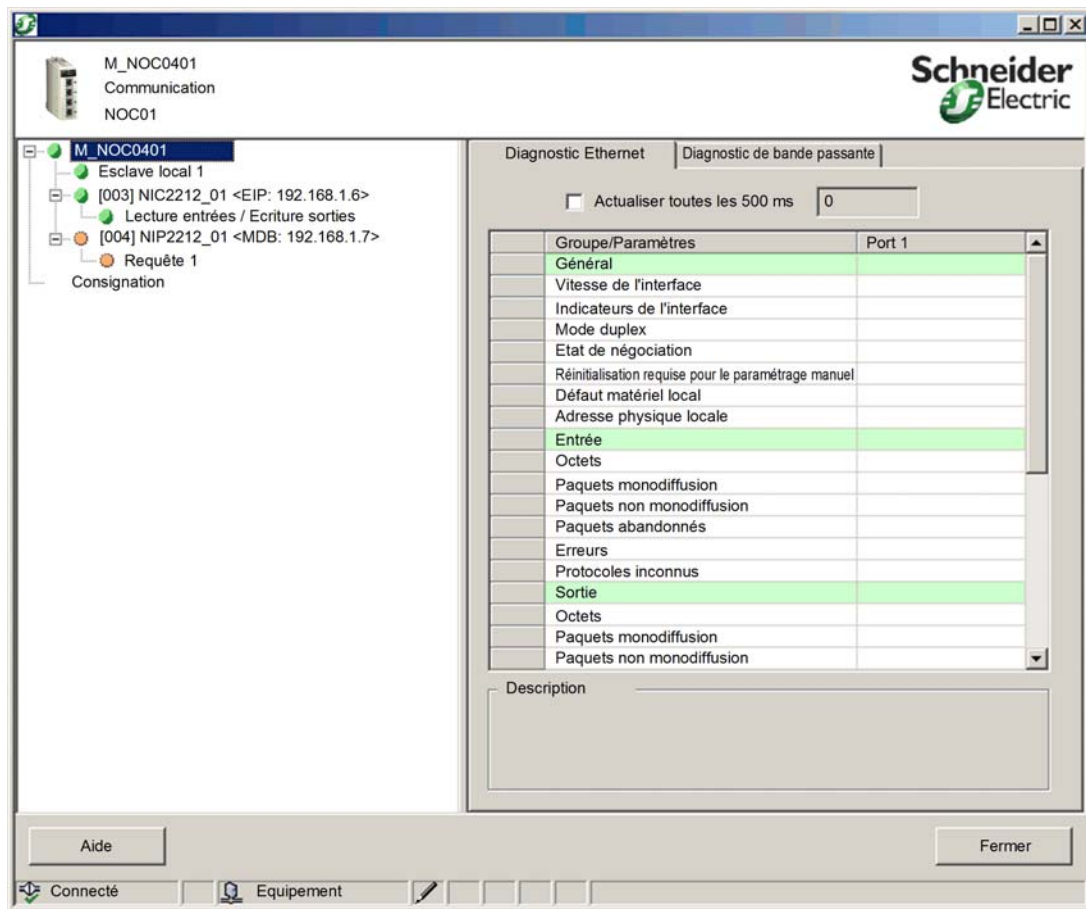 M_NOC0401
Communication
NOC01
Schneider
Electric
M_NOC0401
Esclave local 1
[003] NIC2212_01 <EIP: 192.168.1.6>
Lecture entrées / Ecriture sorties
[004] NIP2212_01 <MDB: 192.168.1.7>
Requête 1
Consignation
Diagnostic Ethernet
Diagnostic de bande passante
Actualiser toutes les 500 ms
0
Groupe/Paramètres Port 1
Général
Vitesse de l'interface
Indicateurs de l'interface
Mode duplex
Etat de négociation
Réinitialisation requise pour le paramétrage manuel
Défaut matériel local
Adresse physique locale
Entrée
Octets
Paquets monodiffusion
Paquets non monodiffusion
Paquets abandonnés
Erreurs
Protocoles inconnus
Sortie
Octets
Paquets monodiffusion
Paquets non monodiffusion
Description
Aide
Fermer
Connecté
Equipement